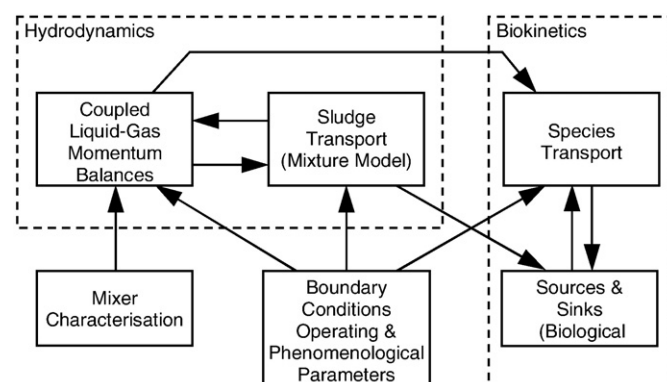 Hydrodynamics
Biokinetics
Coupled
Liquid-Gas
Momentum
Balances
Sludge
Transport
(Mixture Model)
Species
Transport
Mixer
Characterisation
Boundary
Conditions
Operating &
Phenomenological
Parameters
Sources &
Sinks
(Biological